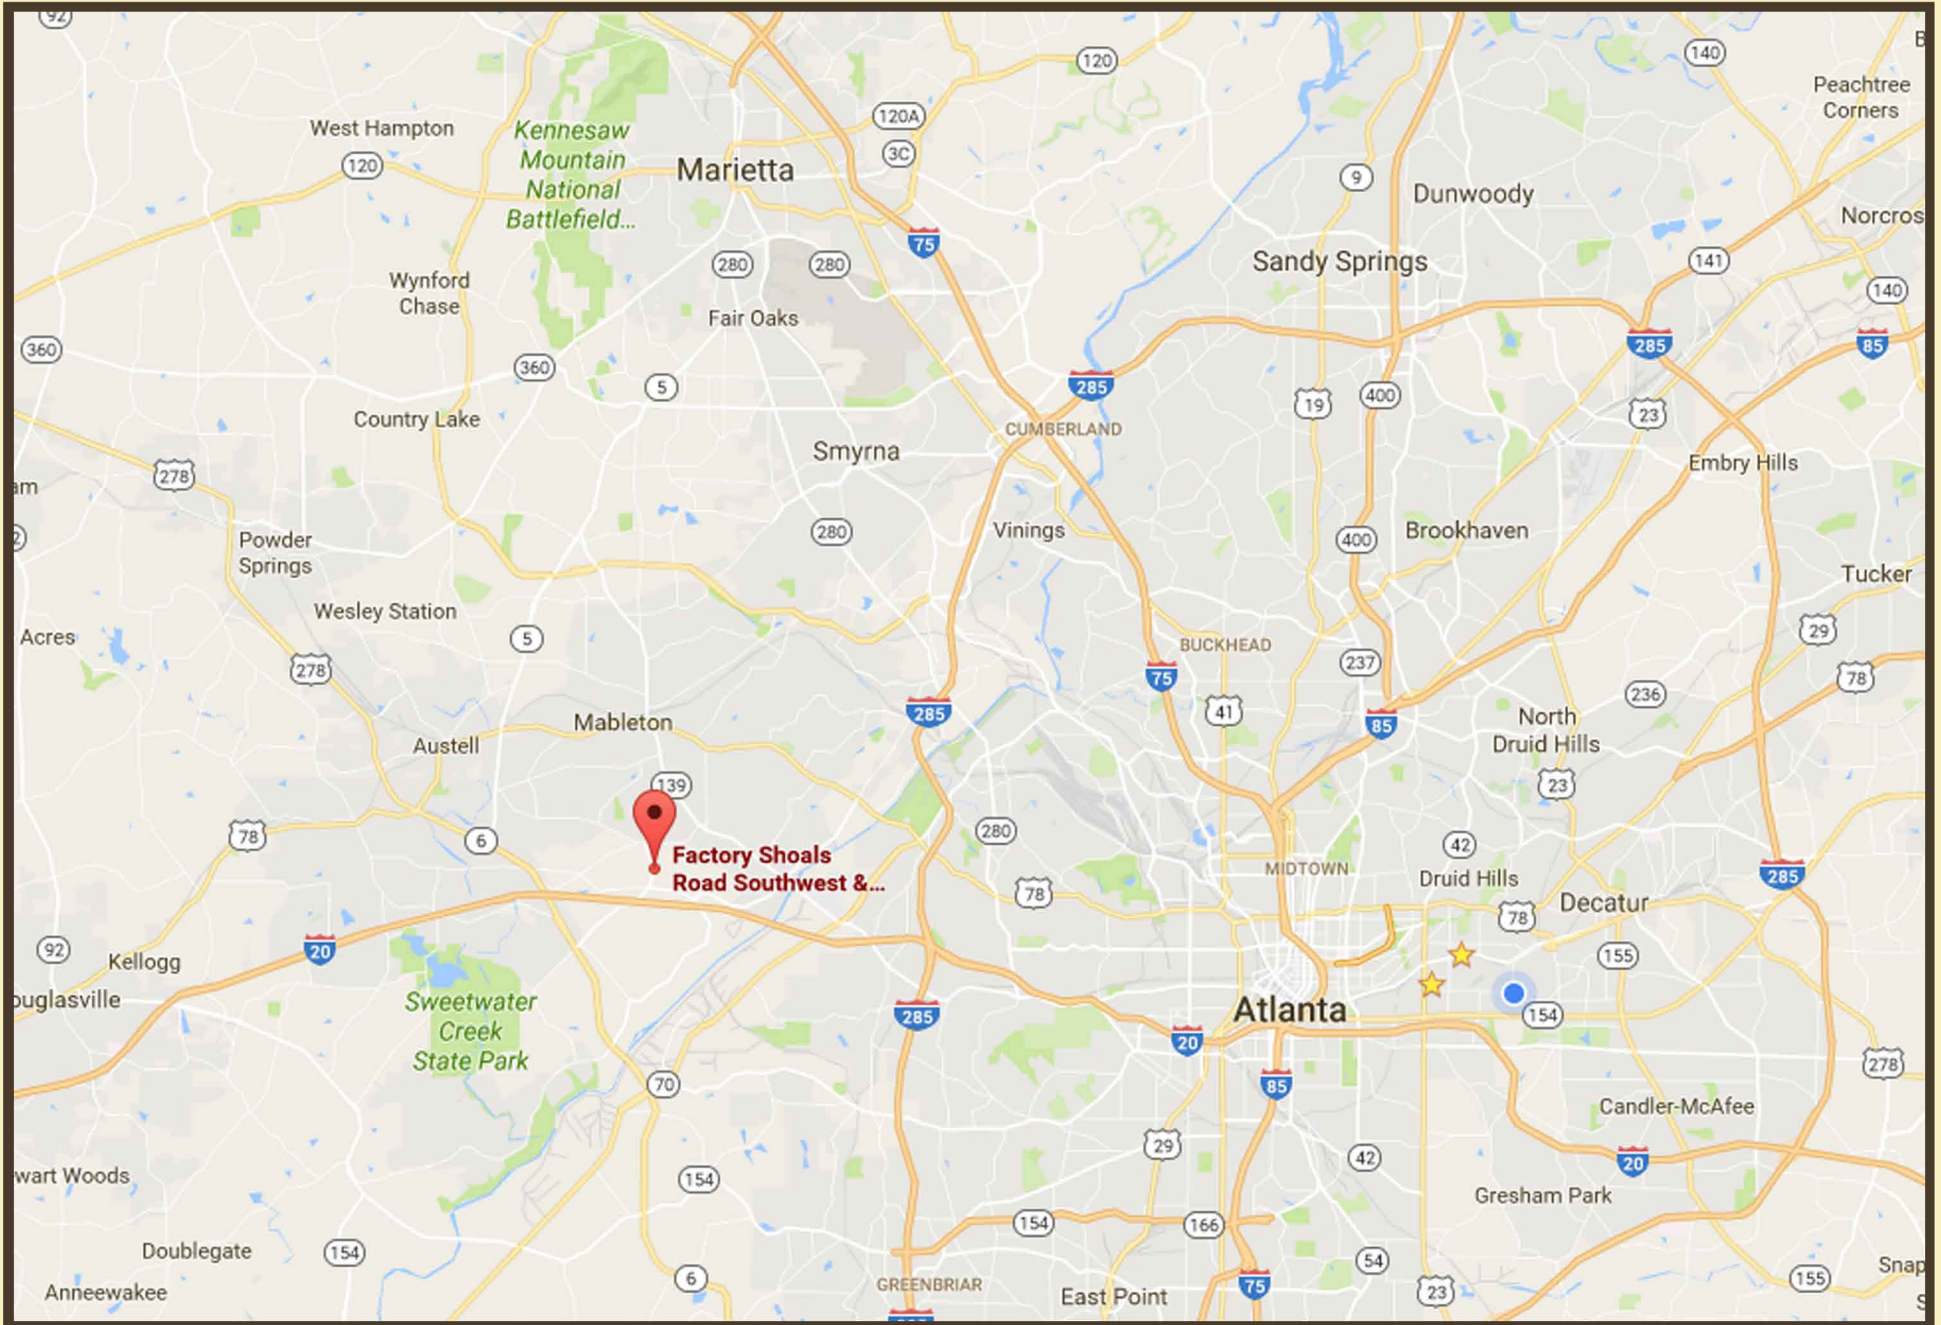 92
120
140
B
Peachtree
Corners
120A
West Hampton
Kennesaw
Mountain
National
Battlefield...
3C
120
Marietta
9
Dunwoody
Norcros
75
280
280
Sandy Springs
141
Wynford
Chase
140
Fair Oaks
360
285
85
360
5
285
19
400
23
Country Lake
CUMBERLAND
Smyrna
Embry Hills
278
am
280
Vinings
400
Brookhaven
2
Powder
Springs
Tucker
Wesley Station
29
Acres
5
BUCKHEAD
278
237
75
78
236
285
41
85
North
Druid Hills
Mableton
Austell
139
23
78
6
280
42
Factory Shoals
Road Southwest &...
MIDTOWN
Druid Hills
285
78
Decatur
78
92
20
Kellogg
155
ouglasville
Sweetwater
Creek
State Park
285
Atlanta
154
20
278
70
85
Candler-McAfee
29
42
20
wart Woods
154
Gresham Park
154
166
Doublegate
154
54
Snap
6
GREENBRIAR
75
155
Anneewakee
East Point
23
S